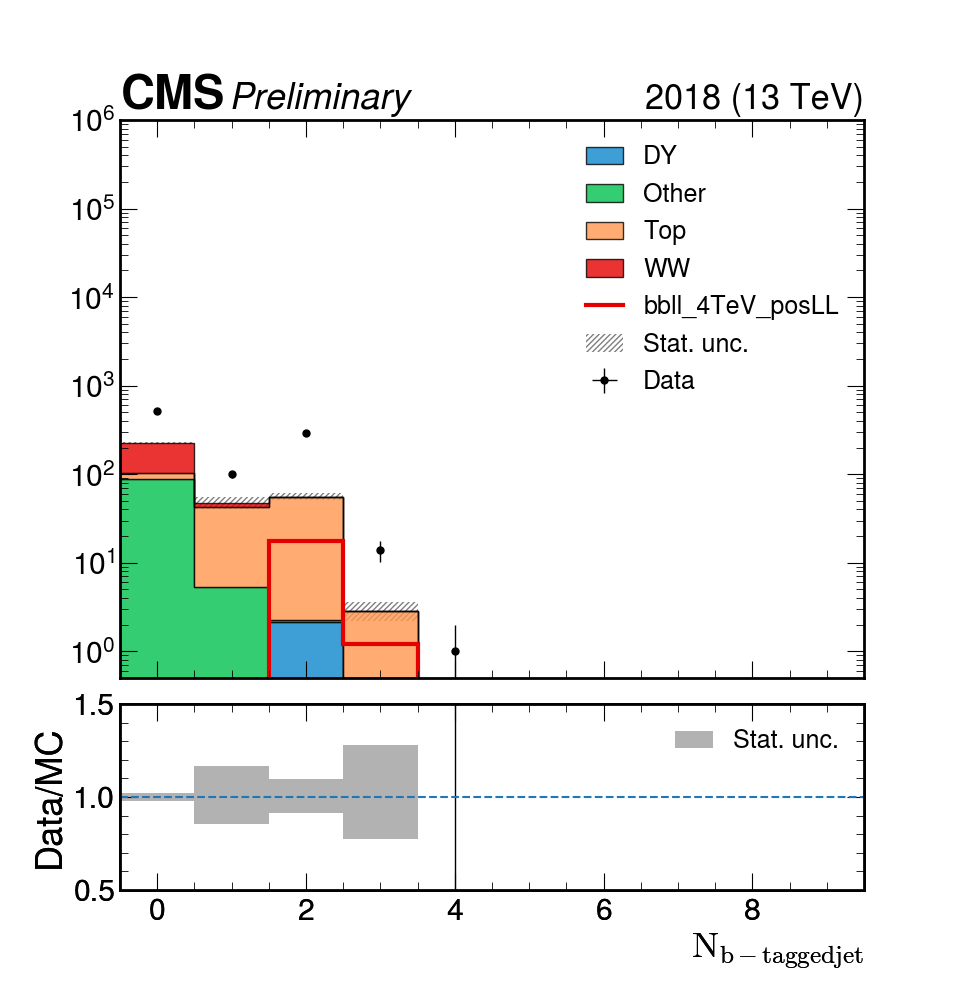 CMS Preliminary 2018 (13 TeV)
10^6
10^5
10^4
10^3
10^2
10^1
10^0
DY
Other
Top
WW
bbll_4TeV_posLL
Stat. unc.
Data
1.5
1.0
0.5
Data/MC
Stat. unc.
0 2 4 6 8
N_{b-taggedjet}